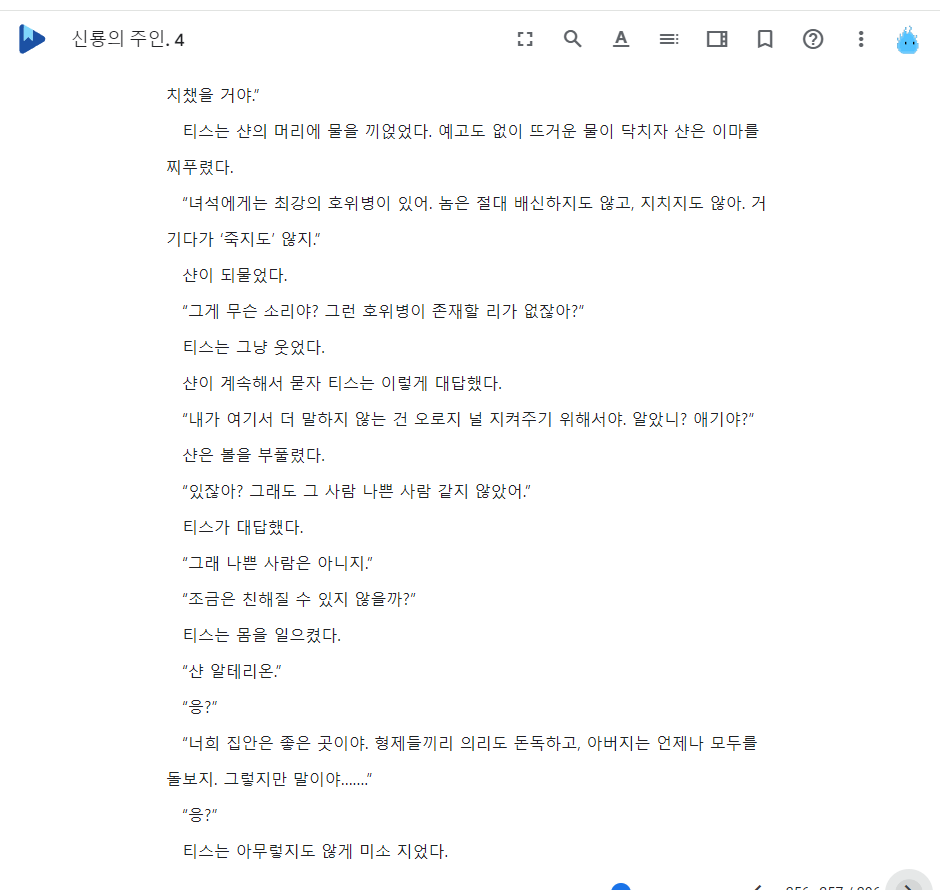 신룡의 주인. 4
치챘을 거야.”
티스는 샨의 머리에 물을 끼얹었다. 예고도 없이 뜨거운 물이 닥치자 샨은 이마를
찌푸렸다.
“녀석에게는 최강의 호위병이 있어. 놈은 절대 배신하지도 않고, 지치지도 않아. 거
기다가 ‘죽지도’ 않지.”
샨이 되물었다.
“그게 무슨 소리야? 그런 호위병이 존재할 리가 없잖아?”
티스는 그냥 웃었다.
샨이 계속해서 묻자 티스는 이렇게 대답했다.
“내가 여기서 더 말하지 않는 건 오로지 널 지켜주기 위해서야. 알았니? 애기야?”
샨은 볼을 부풀렸다.
“있잖아? 그래도 그 사람 나쁜 사람 같지 않았어.”
티스가 대답했다.
“그래 나쁜 사람은 아니지.”
“조금은 친해질 수 있지 않을까?”
티스는 몸을 일으켰다.
“샨 알테리온.”
“응?”
“너희 집안은 좋은 곳이야. 형제들끼리 의리도 돈독하고, 아버지는 언제나 모두를
돌보지. 그렇지만 말이야…….”
“응?”
티스는 아무렇지도 않게 미소 지었다.